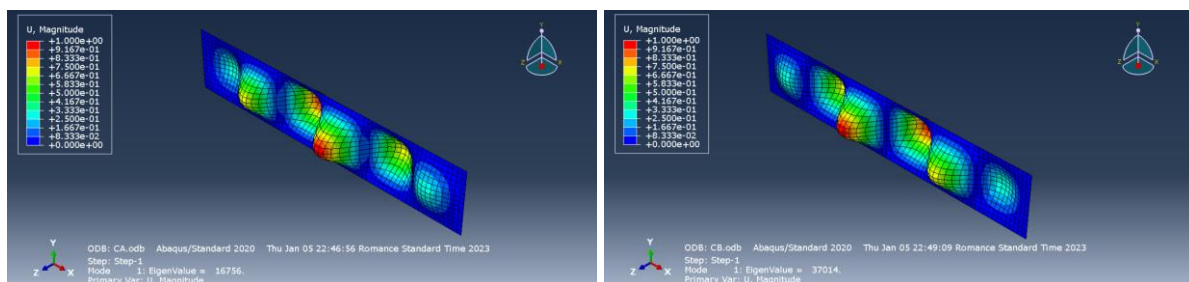 U, Magnitude
+1.000e+00
+9.167e-01
+8.333e-01
+7.500e-01
+6.667e-01
+5.833e-01
+5.000e-01
+4.167e-01
+3.333e-01
+2.500e-01
+1.667e-01
+8.333e-02
+0.000e+00
Y
Z
X
Y
Z
X
ODB: CA.odb Abaqus/Standard 2020 Thu Jan 05 22:46:56 Romance Standard Time 2023
Step: Step-1
Mode 1: EigenValue = 16756.
Primary Var: U, Magnitude
U, Magnitude
+1.000e+00
+9.167e-01
+8.333e-01
+7.500e-01
+6.667e-01
+5.833e-01
+5.000e-01
+4.167e-01
+3.333e-01
+2.500e-01
+1.667e-01
+8.333e-02
+0.000e+00
Y
Z
X
Y
Z
X
ODB: CB.odb Abaqus/Standard 2020 Thu Jan 05 22:49:09 Romance Standard Time 2023
Step: Step-1
Mode 1: EigenValue = 37014.
Primary Var: U, Magnitude